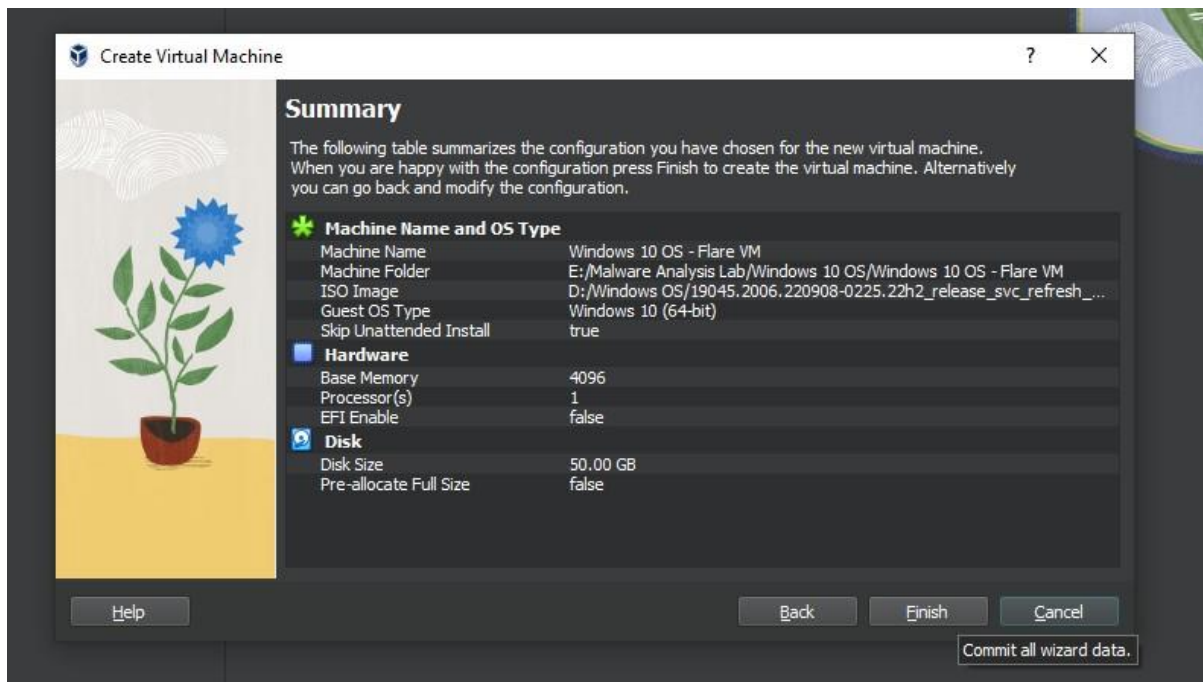 Create Virtual Machine ?
Summary
The following table summarizes the configuration you have chosen for the new virtual machine.
When you are happy with the configuration press Finish to create the virtual machine. Alternatively
you can go back and modify the configuration.
Machine Name and OS Type
Machine Name Windows 10 OS - Flare VM
Machine Folder E:/Malware Analysis Lab/Windows 10 OS/Windows 10 OS - Flare VM
ISO Image D:/Windows OS/19045.2006.220908-0225.22h2_release_svc_refresh_...
Guest OS Type Windows 10 (64-bit)
Skip Unattended Install true
Hardware
Base Memory 4096
Processor(s) 1
EFI Enable false
Disk
Disk Size 50.00 GB
Pre-allocate Full Size false
Help Back Finish Cancel
Commit all wizard data.